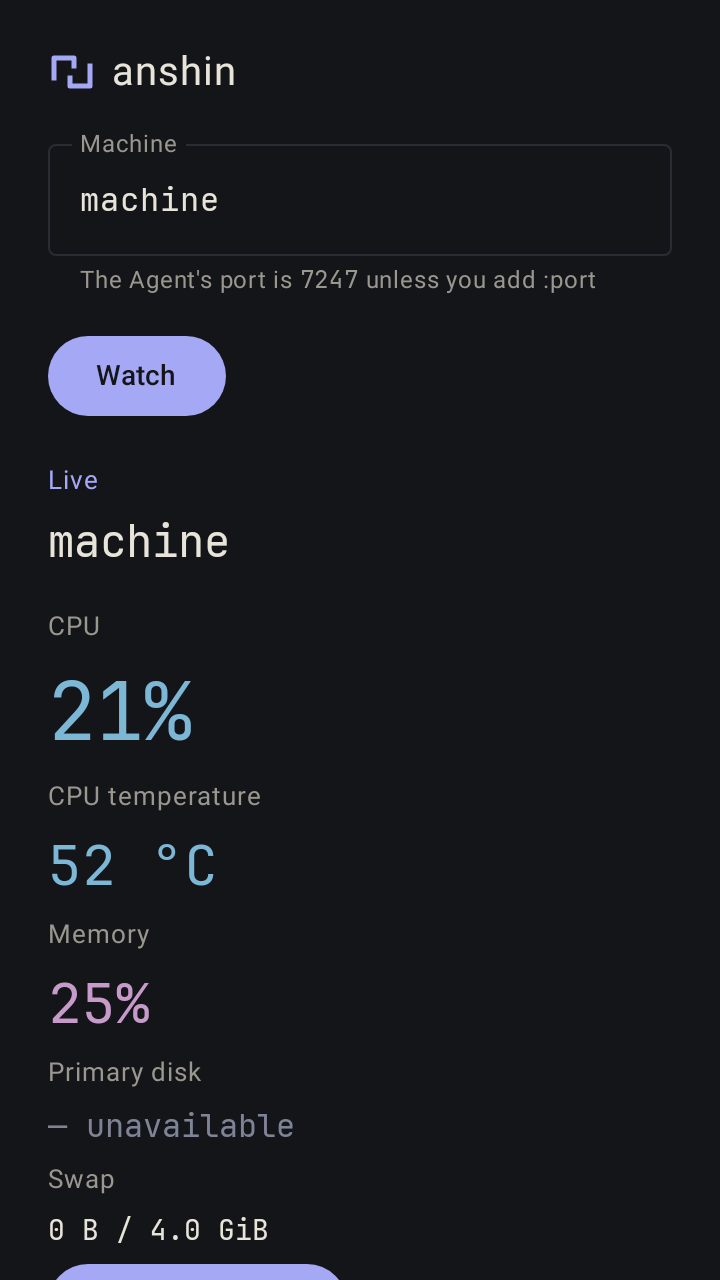 anshin
Machine
machine
The Agent's port is 7247 unless you add :port
Watch
Live
machine
CPU
21%
CPU temperature
52 °C
Memory
25%
Primary disk
— unavailable
Swap
0 B / 4.0 GiB